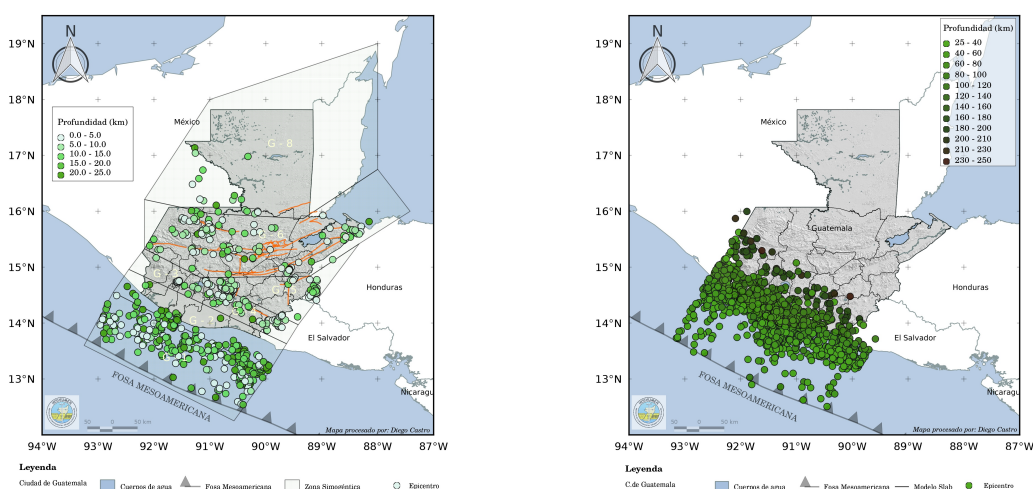 19°N
18°N
17°N
16°N
15°N
14°N
13°N
94°W
93°W
92°W
91°W
90°W
89°W
88°W
87°W
N
Profundidad (km)
0.0 - 5.0
5.0 - 10.0
10.0 - 15.0
15.0 - 20.0
20.0 - 25.0
México
G - 8
Honduras
El Salvador
Nicaragu
FOSA MESOAMERICANA
50 0 50 km
Mapa procesado por: Diego Castro
Leyenda
Ciudad de Guatemala
Cuerpos de agua
Fosa Mesoamericana
Zona Simogéntica
Epicentro
19°N
18°N
17°N
16°N
15°N
14°N
13°N
94°W
93°W
92°W
91°W
90°W
89°W
88°W
87°W
N
Profundidad (km)
25 - 40
40 - 60
60 - 80
80 - 100
100 - 120
120 - 140
140 - 160
160 - 180
180 - 200
200 - 210
210 - 230
230 - 250
México
Guatemala
Honduras
El Salvador
Nicaragu
FOSA MESOAMERICANA
50 0 50 km
Mapa procesado por: Diego Castro
Leyenda
C.de Guatemala
Cuerpos de agua
Fosa Mesoamericana
Modelo Slab
Epicentro